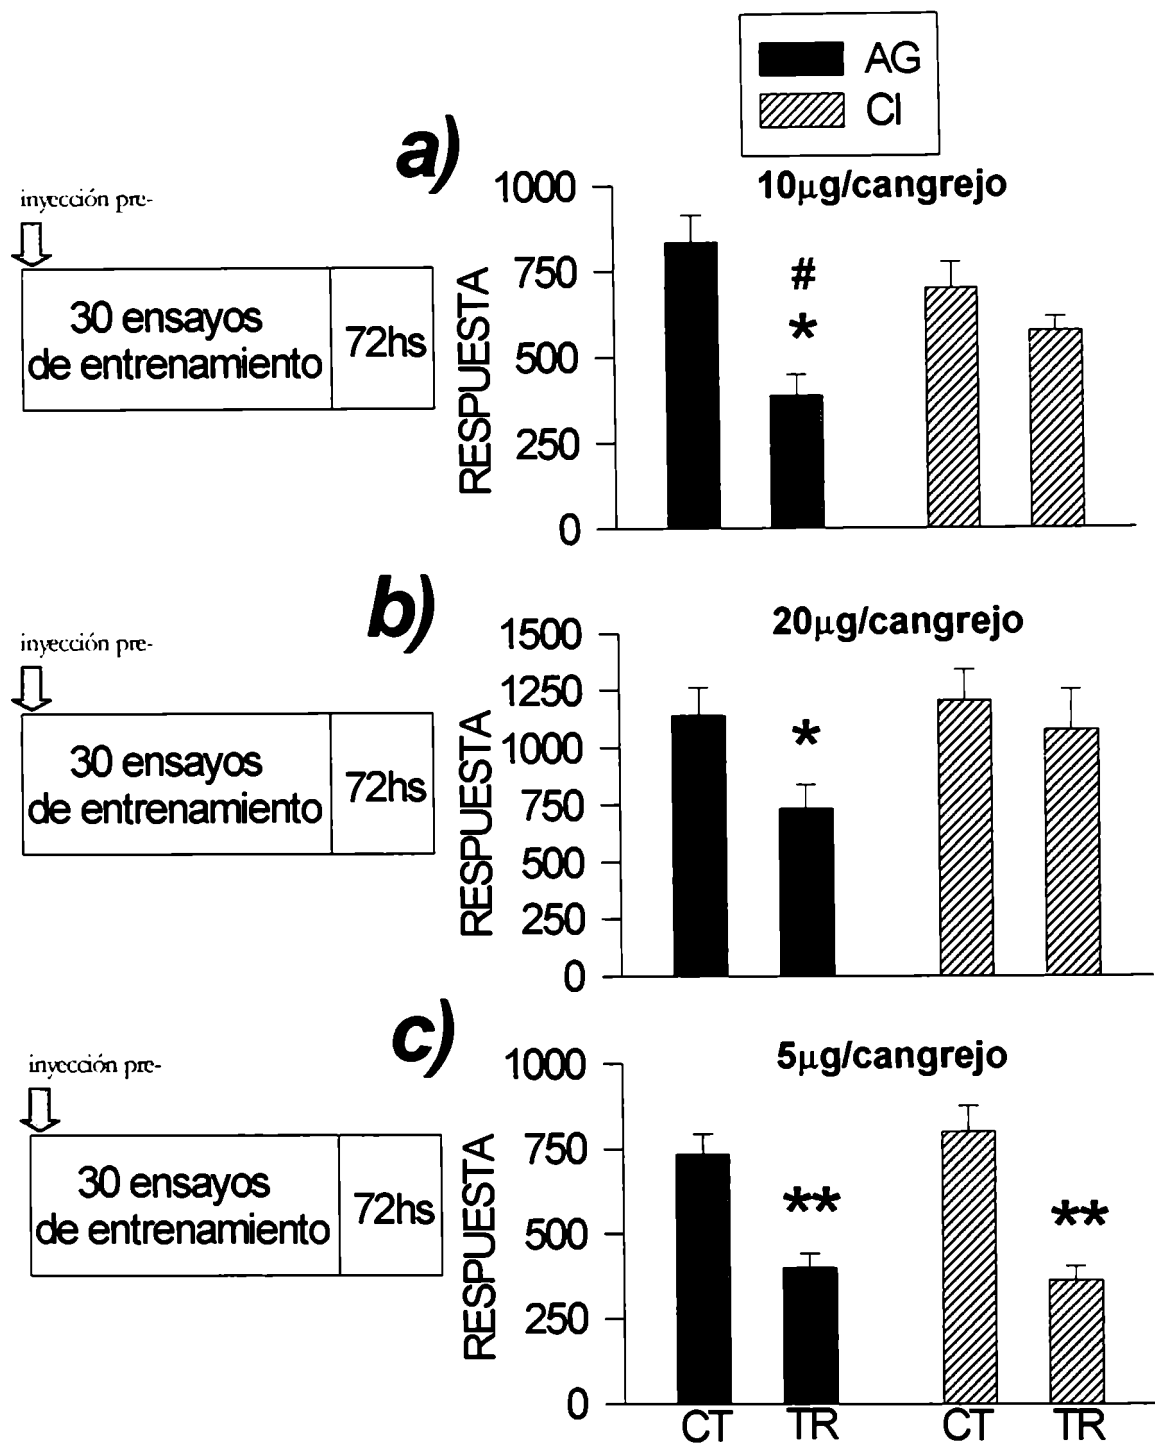 AG
CI
a)
inyección pre-
30 ensayos
de entrenamiento
72hs
10µg/cangrejo
RESPUESTA
1000
750
500
250
0
#
*
b)
inyección pre-
30 ensayos
de entrenamiento
72hs
20µg/cangrejo
RESPUESTA
1500
1250
1000
750
500
250
0
*
c)
inyección pre-
30 ensayos
de entrenamiento
72hs
5µg/cangrejo
RESPUESTA
1000
750
500
250
0
**
**
CT TR CT TR